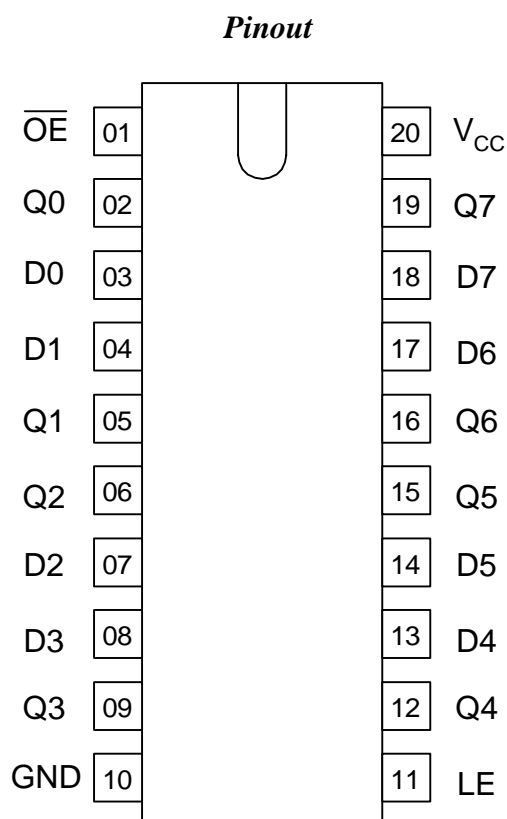 Pinout
O̅E̅ 01 20 V_CC
Q0 02 19 Q7
D0 03 18 D7
D1 04 17 D6
Q1 05 16 Q6
Q2 06 15 Q5
D2 07 14 D5
D3 08 13 D4
Q3 09 12 Q4
GND 10 11 LE